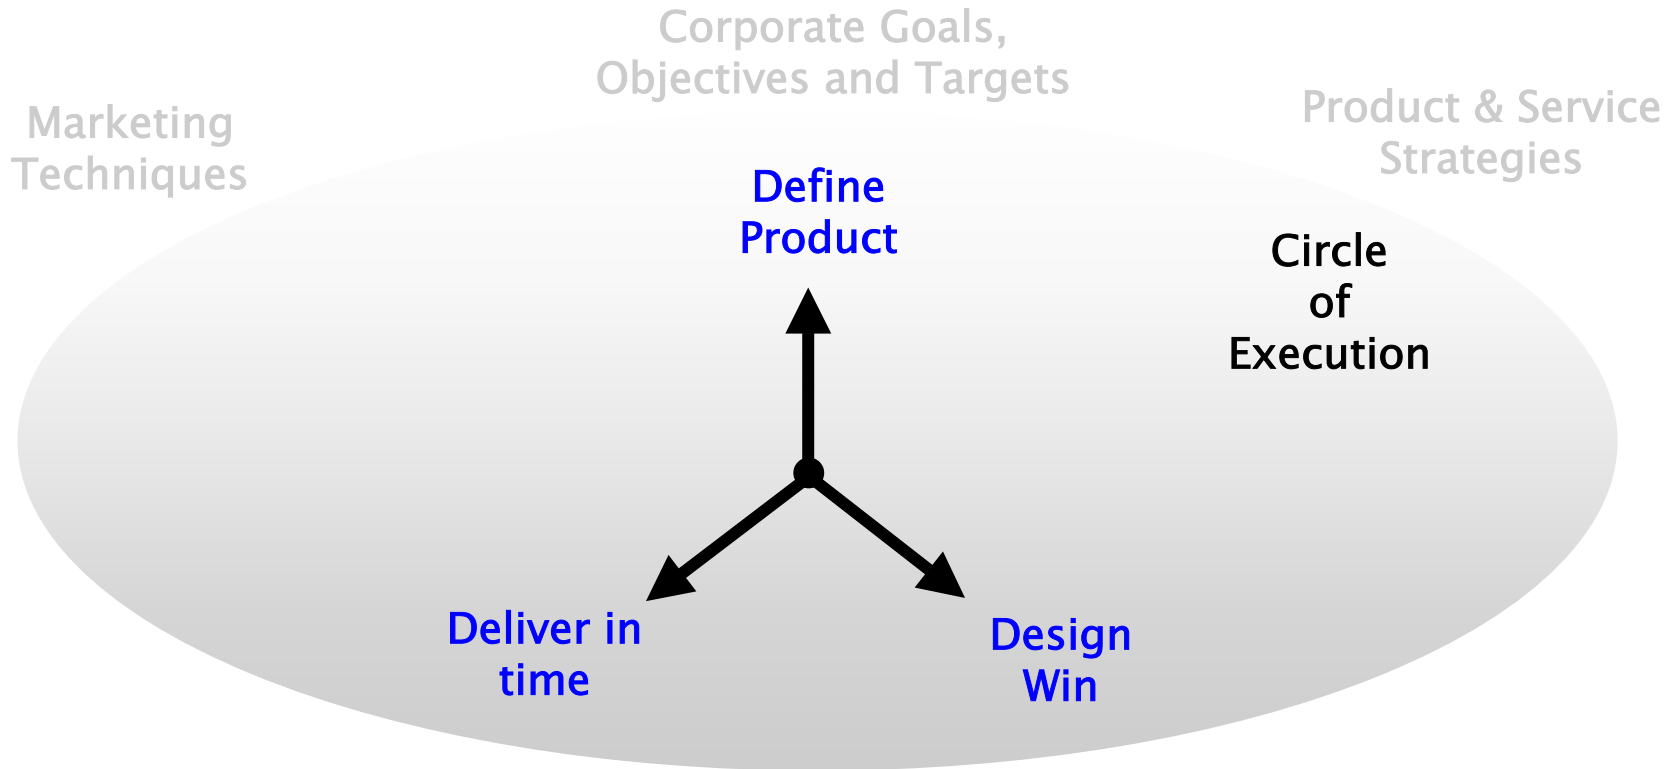 Corporate Goals,
Objectives and Targets
Marketing
Techniques
Product & Service
Strategies
Define
Product
Circle
of
Execution
Deliver in
time
Design
Win